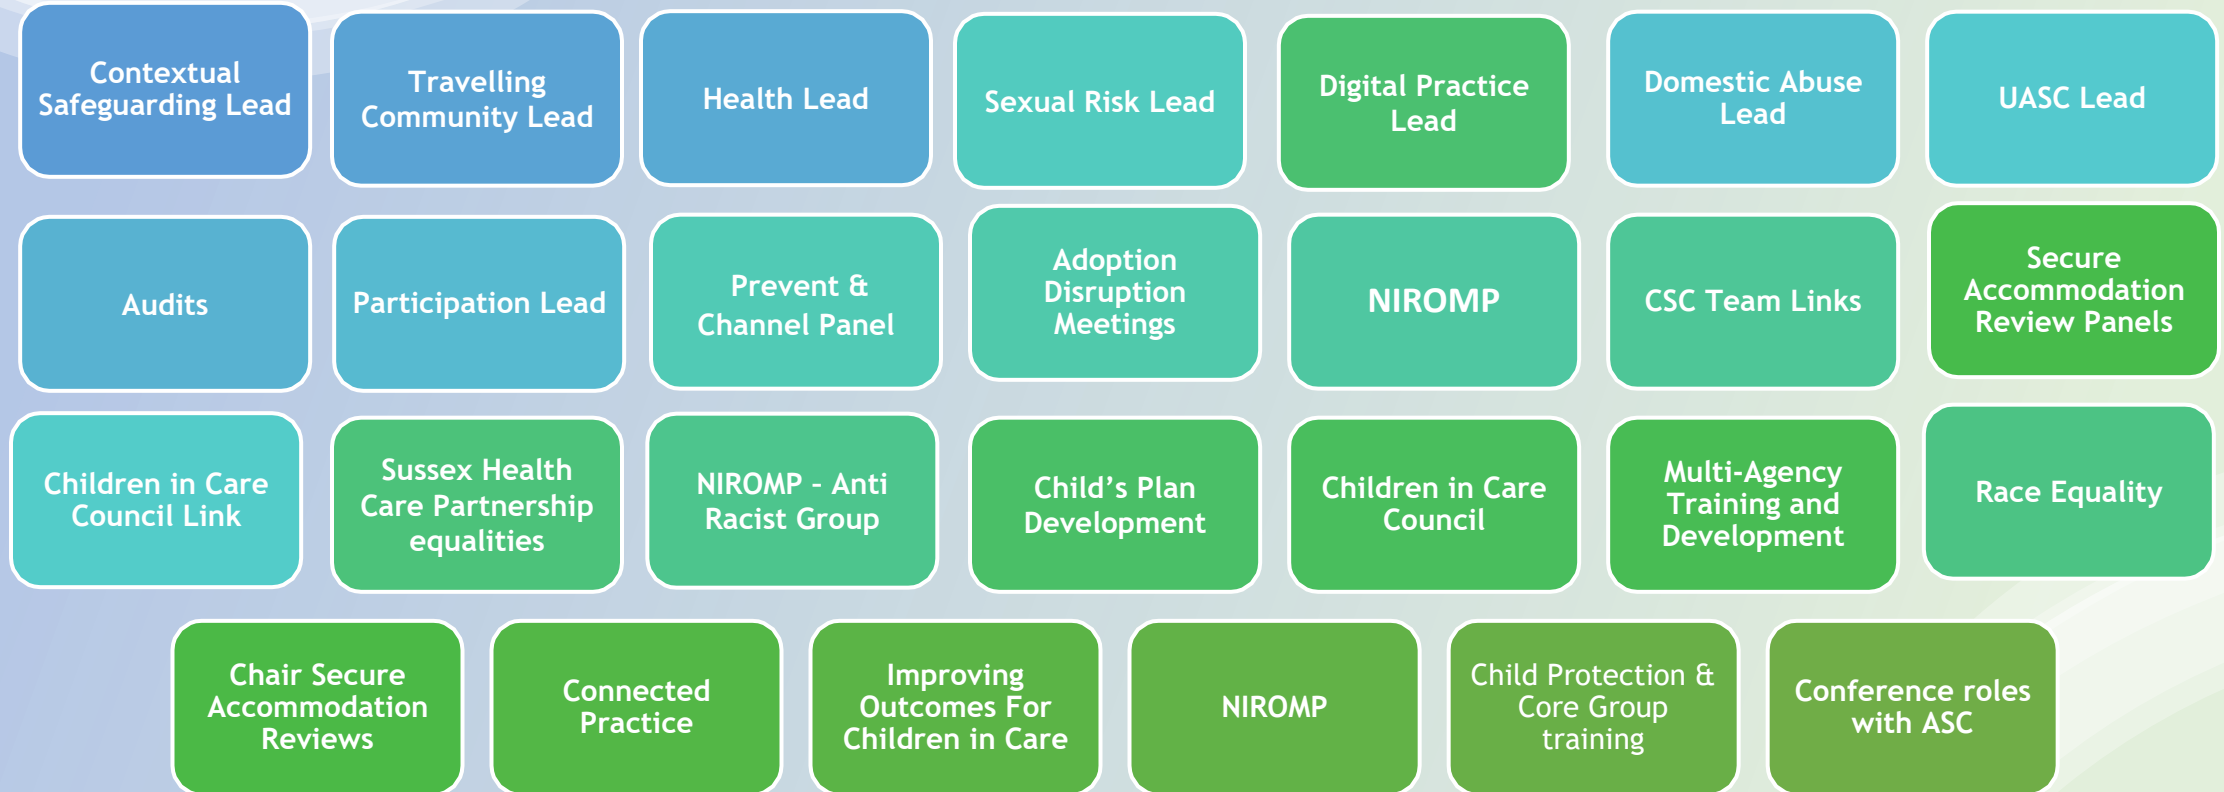 Contextual
Safeguarding Lead
Travelling
Community Lead
Health Lead
Sexual Risk Lead
Digital Practice
Lead
Domestic Abuse
Lead
UASC Lead
Audits
Participation Lead
Prevent &
Channel Panel
Adoption
Disruption
Meetings
NIROMP
CSC Team Links
Secure
Accommodation
Review Panels
Children in Care
Council Link
Sussex Health
Care Partnership
equalities
NIROMP – Anti
Racist Group
Child’s Plan
Development
Children in Care
Council
Multi-Agency
Training and
Development
Race Equality
Chair Secure
Accommodation
Reviews
Connected
Practice
Improving
Outcomes For
Children in Care
NIROMP
Child Protection &
Core Group
training
Conference roles
with ASC